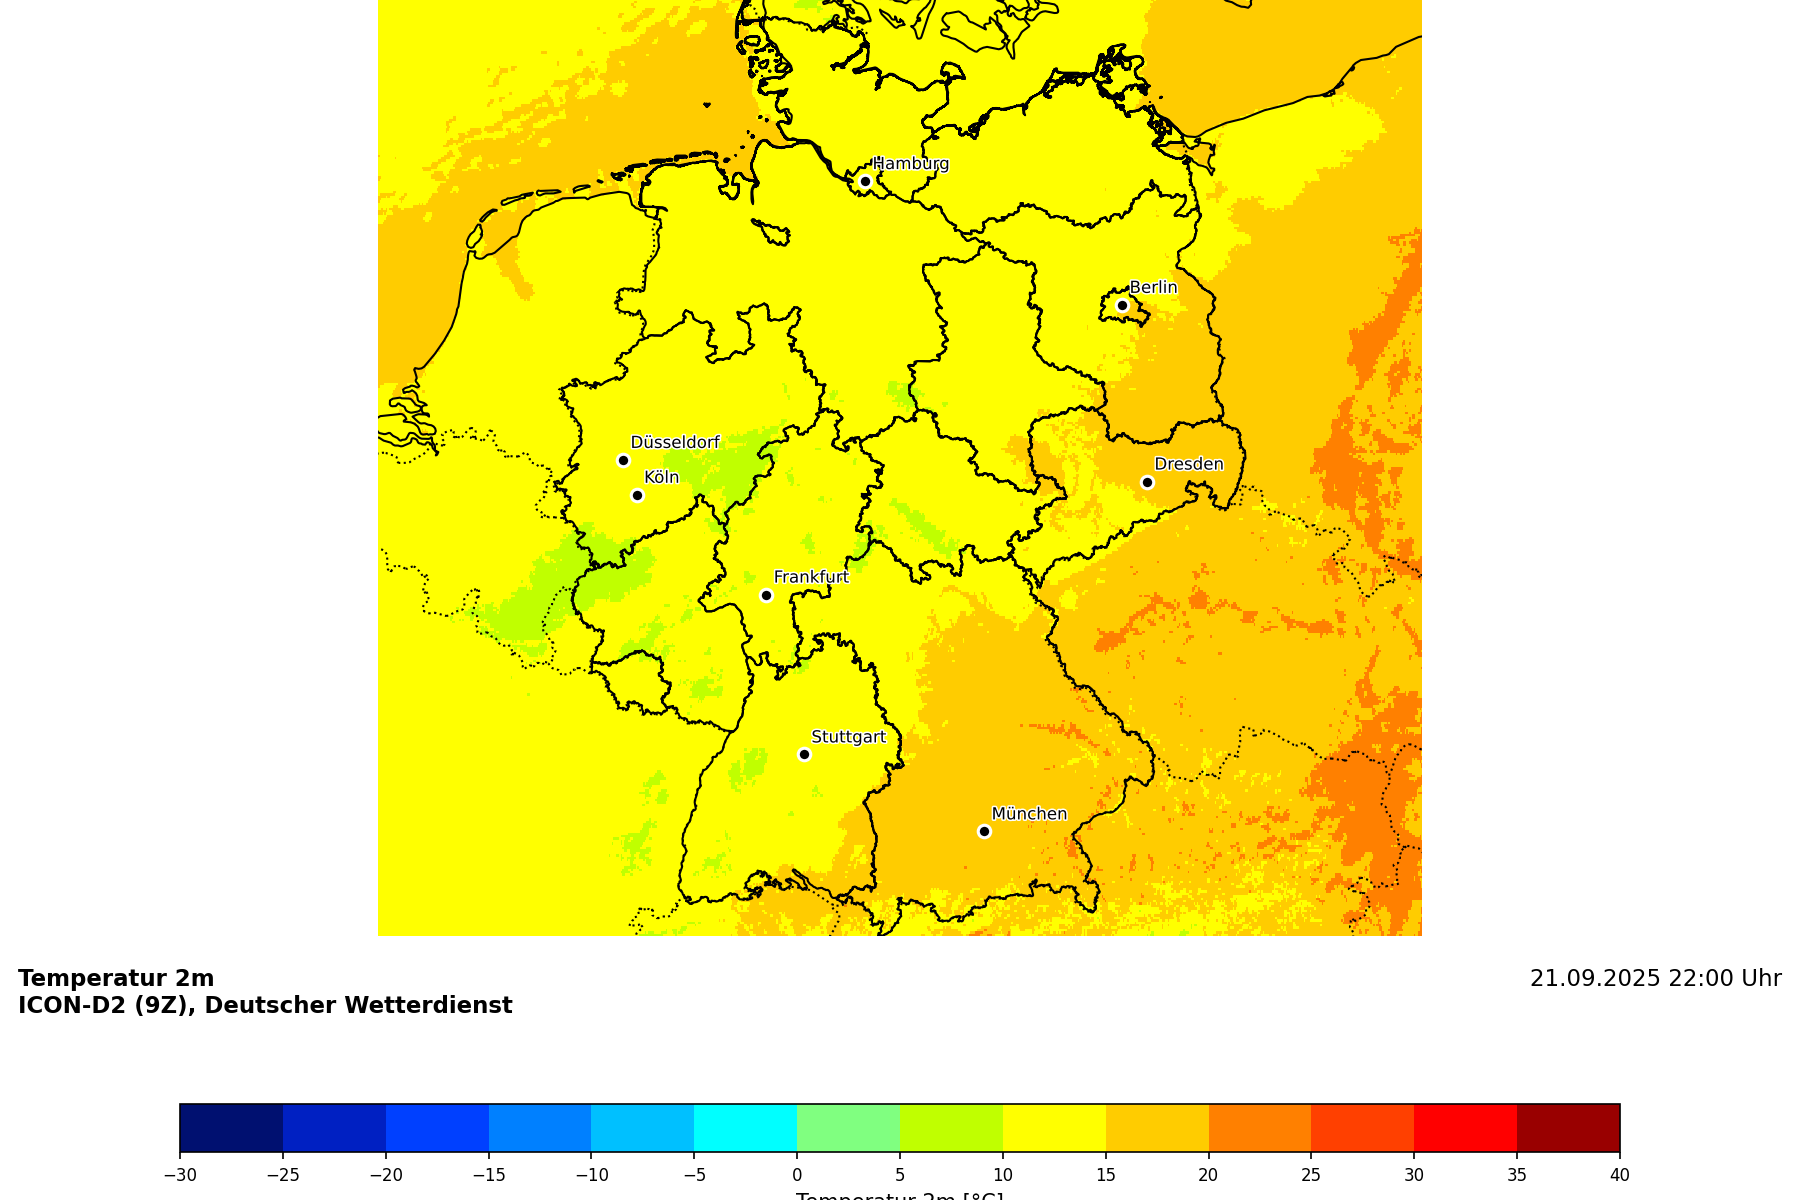 Hamburg
Berlin
Düsseldorf
Köln
Dresden
Frankfurt
Stuttgart
München
Temperatur 2m
ICON-D2 (9Z), Deutscher Wetterdienst
21.09.2025 22:00 Uhr
−30 −25 −20 −15 −10 −5 0 5 10 15 20 25 30 35 40
Temperatur 2m [°C]